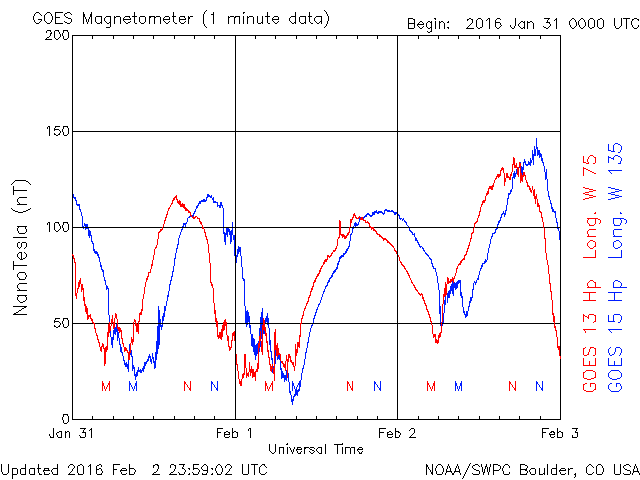 GOES Magnetometer (1 minute data)
Begin: 2016 Jan 31 0000 UTC
200
150
100
50
0
NanoTesla (nT)
M M N N M M N N M M N N
Jan 31 Feb 1 Feb 2 Feb 3
Universal Time
GOES 13 Hp Long. W 75
GOES 15 Hp Long. W 135
Updated 2016 Feb 2 23:59:02 UTC
NOAA/SWPC Boulder, CO USA